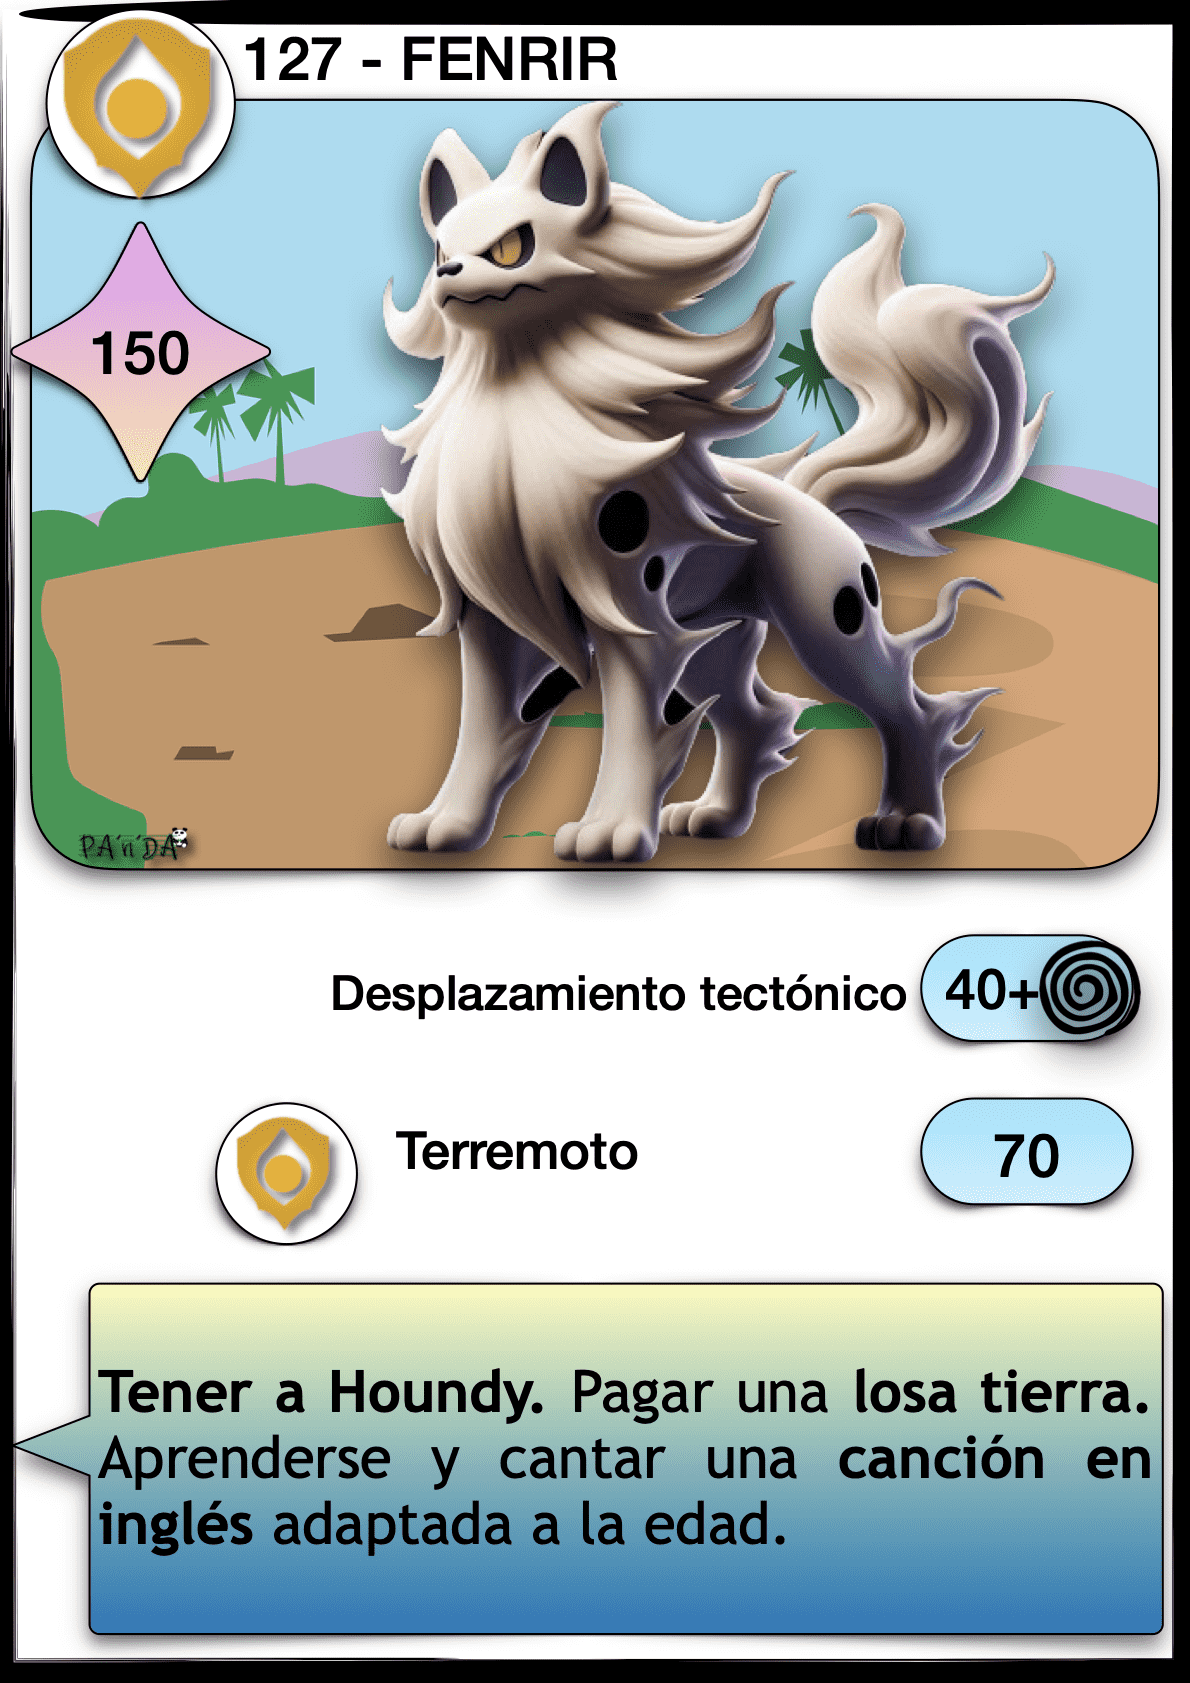 127 - FENRIR
150
PA'n'DA
Desplazamiento tectónico 40+
Terremoto 70
Tener a Houndy. Pagar una losa tierra.
Aprenderse y cantar una canción en
inglés adaptada a la edad.